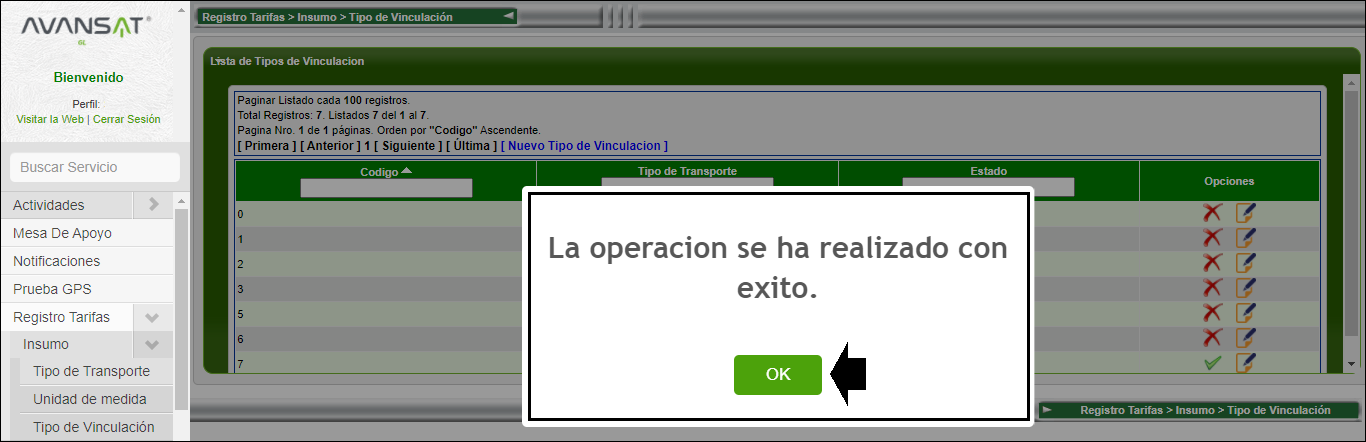 AVANSAT
GL
Bienvenido
Perfil:
Visitar la Web | Cerrar Sesión
Buscar Servicio
Actividades
Mesa De Apoyo
Notificaciones
Prueba GPS
Registro Tarifas
Insumo
Tipo de Transporte
Unidad de medida
Tipo de Vinculación
Registro Tarifas > Insumo > Tipo de Vinculación
Lista de Tipos de Vinculacion
Paginar Listado cada 100 registros.
Total Registros: 7. Listados 7 del 1 al 7.
Pagina Nro. 1 de 1 páginas. Orden por "Codigo" Ascendente.
[ Primera ] [ Anterior ] 1 [ Siguiente ] [ Última ] [ Nuevo Tipo de Vinculacion ]
Codigo Tipo de Transporte Estado Opciones
0
1
2
3
5
6
7
La operacion se ha realizado con
exito.
OK
Registro Tarifas > Insumo > Tipo de Vinculación